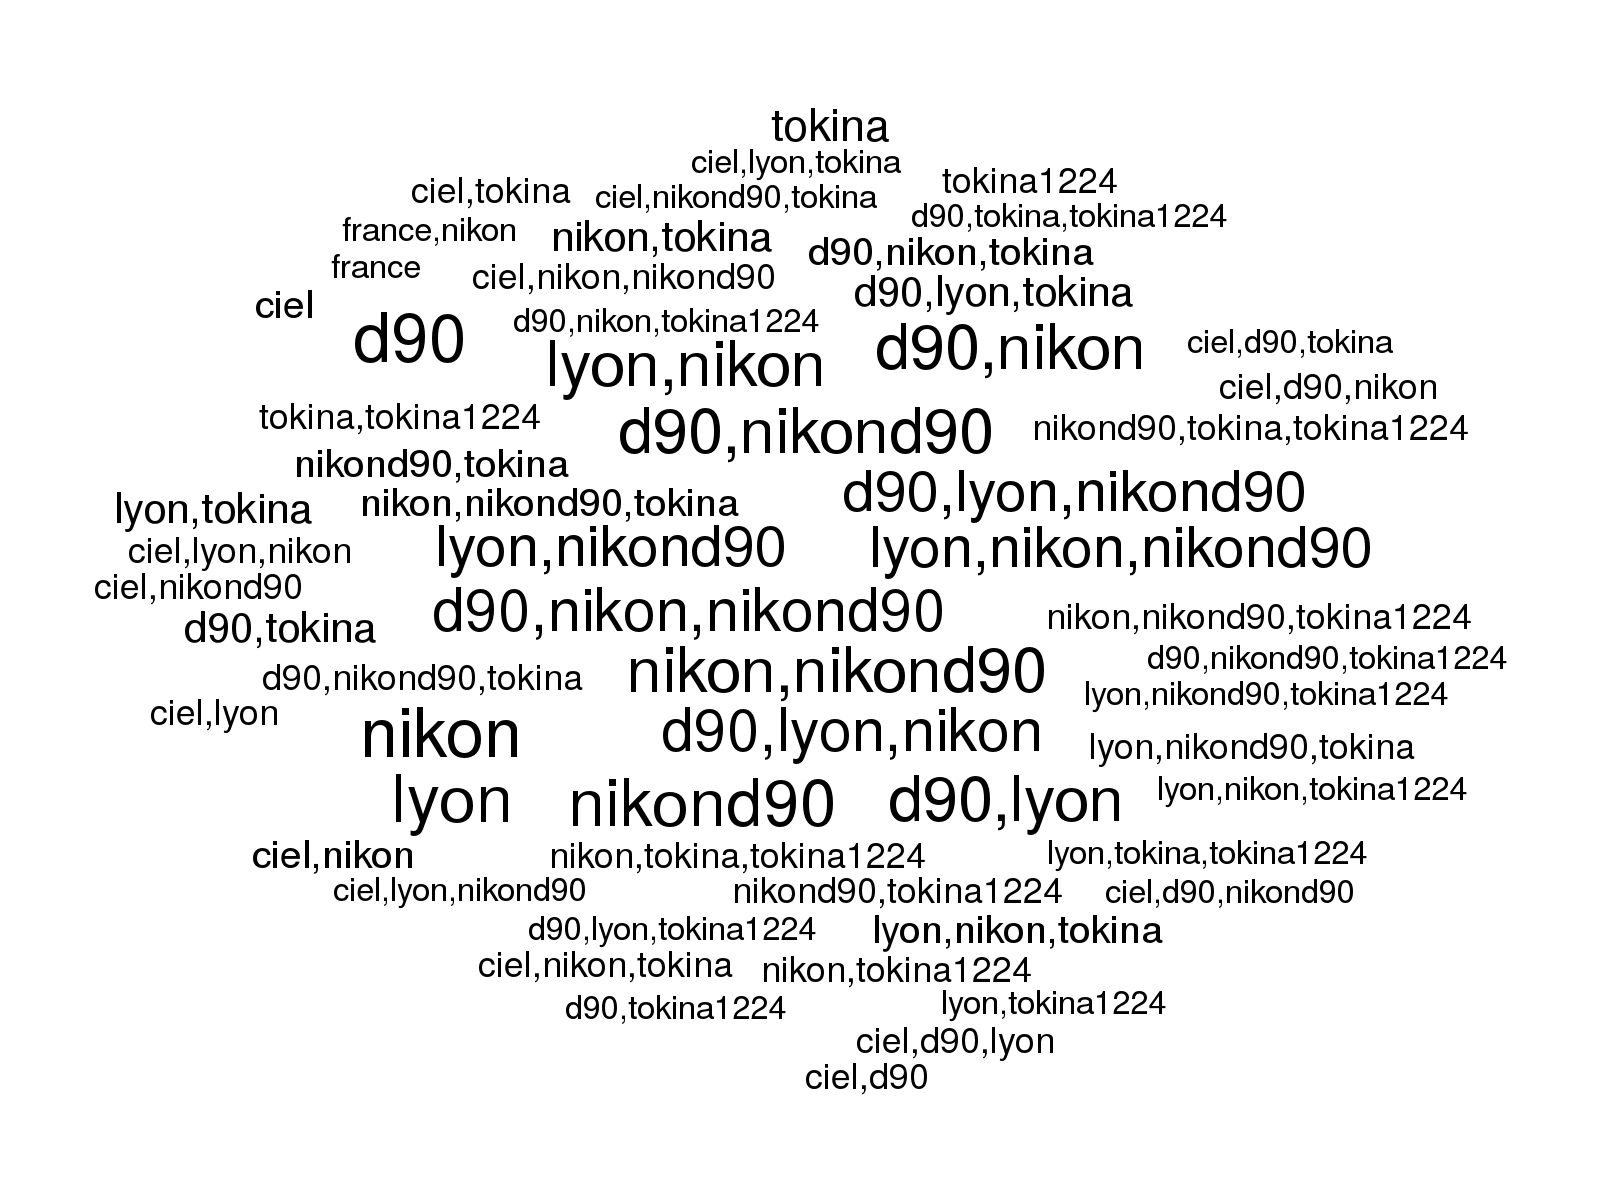 tokina
ciel,lyon,tokina
ciel,tokina
ciel,nikond90,tokina
tokina1224
d90,tokina,tokina1224
france,nikon
nikon,tokina
d90,nikon,tokina
france
ciel,nikon,nikond90
d90,lyon,tokina
ciel
d90
d90,nikon,tokina1224
lyon,nikon
d90,nikon
ciel,d90,tokina
ciel,d90,nikon
tokina,tokina1224
d90,nikond90
nikond90,tokina,tokina1224
nikond90,tokina
lyon,tokina
nikon,nikond90,tokina
d90,lyon,nikond90
ciel,lyon,nikon
lyon,nikond90
lyon,nikon,nikond90
ciel,nikond90
d90,tokina
d90,nikon,nikond90
nikon,nikond90,tokina1224
d90,nikond90,tokina
nikon,nikond90
d90,nikond90,tokina1224
lyon,nikond90,tokina1224
ciel,lyon
nikon
d90,lyon,nikon
lyon,nikond90,tokina
lyon
nikond90
d90,lyon
lyon,nikon,tokina1224
ciel,nikon
nikon,tokina,tokina1224
lyon,tokina,tokina1224
ciel,lyon,nikond90
nikond90,tokina1224
ciel,d90,nikond90
d90,lyon,tokina1224
lyon,nikon,tokina
ciel,nikon,tokina
nikon,tokina1224
d90,tokina1224
lyon,tokina1224
ciel,d90,lyon
ciel,d90